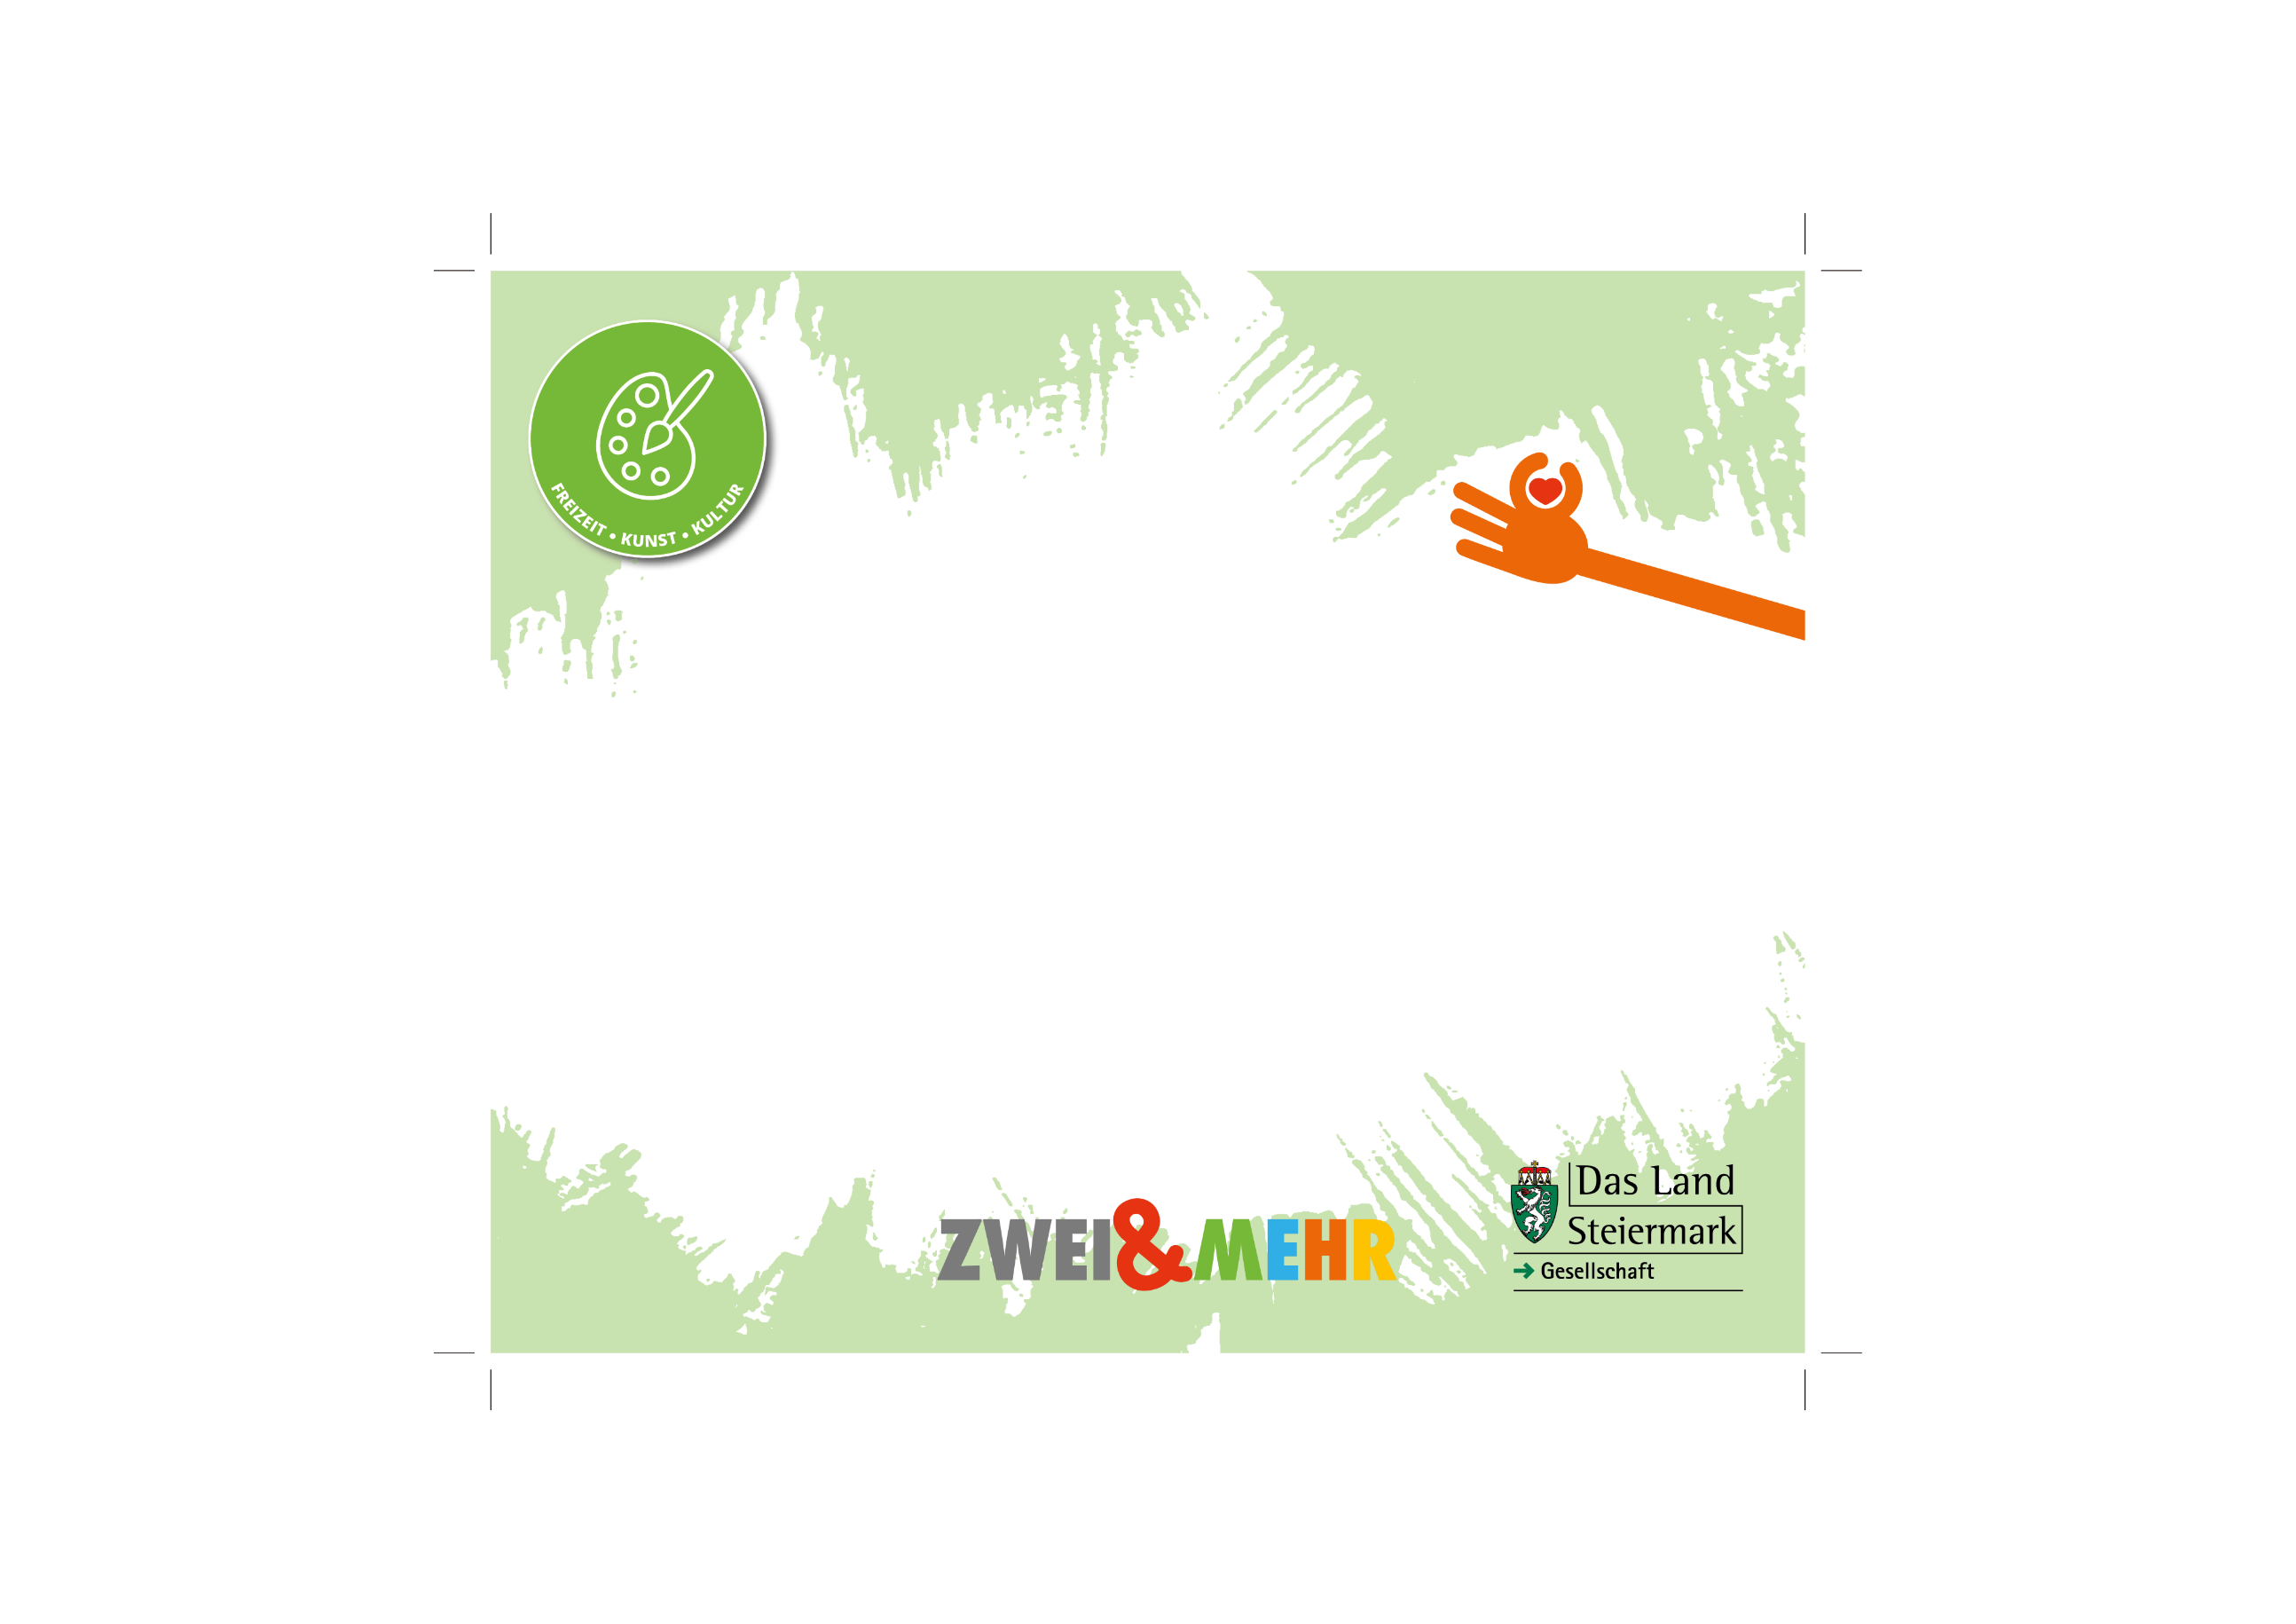 FREIZEIT • KUNST • KULTUR
ZWEI&MEHR
Das Land
Steiermark
→ Gesellschaft